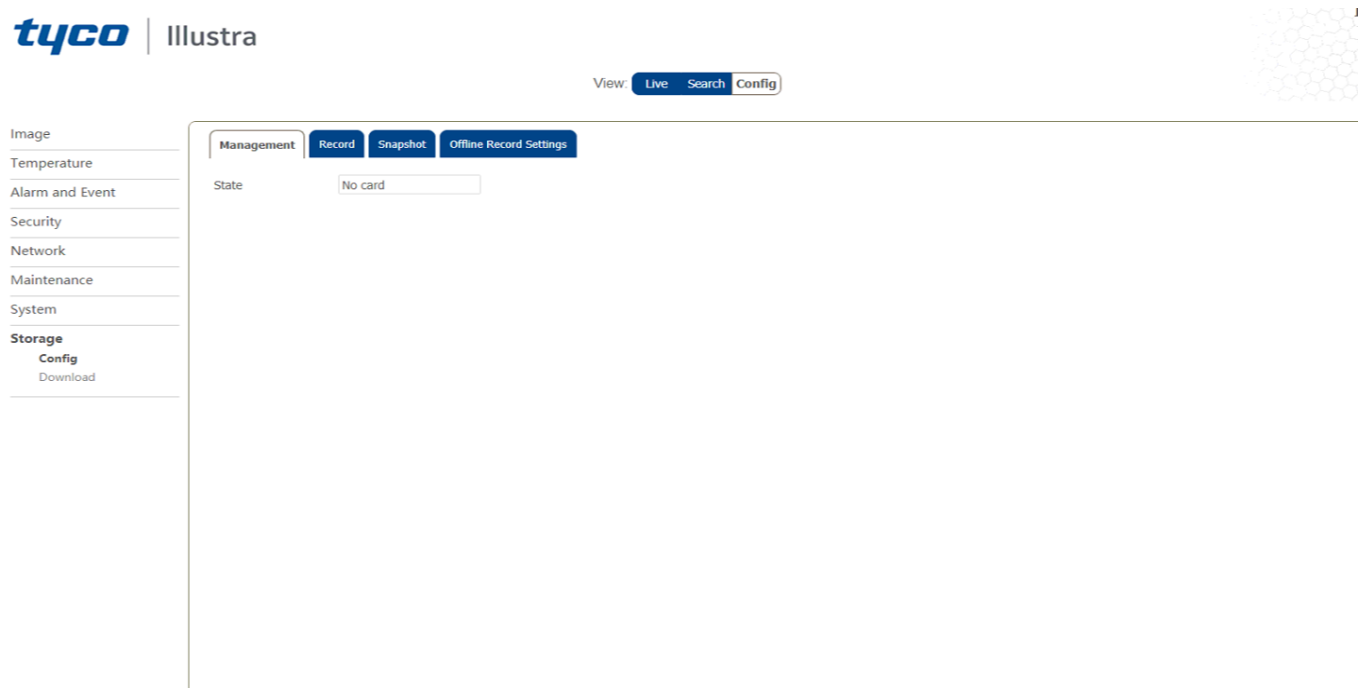 tyco | Illustra
View: Live Search Config
Image
Temperature
Alarm and Event
Security
Network
Maintenance
System
Storage
Config
Download
Management Record Snapshot Offline Record Settings
State No card